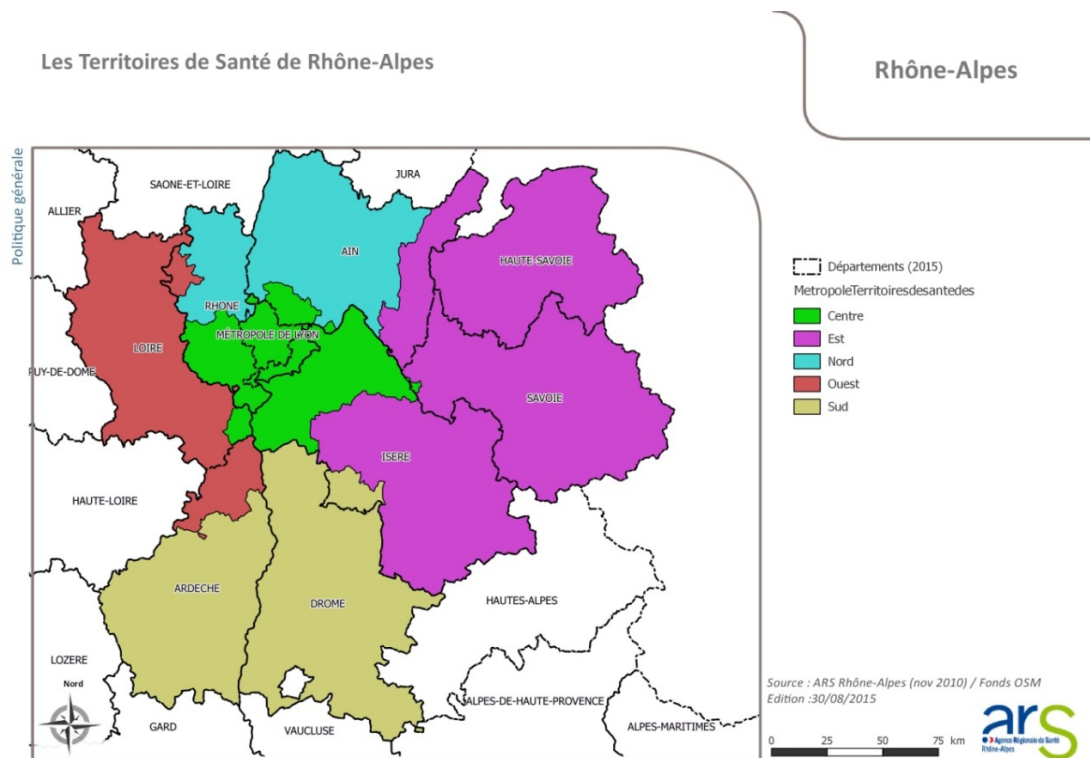 Les Territoires de Santé de Rhône-Alpes
Rhône-Alpes
Politique générale
SAONE-ET-LOIRE
JURA
ALLIER
AIN
HAUTE-SAVOIE
RHONE
MÉTROPOLE DE LYON
LOIRE
PUY-DE-DOME
SAVOIE
ISERE
HAUTE-LOIRE
ARDECHE
DROME
HAUTES-ALPES
LOZERE
Nord
GARD
VAUCLUSE
ALPES-DE-HAUTE-PROVENCE
ALPES-MARITIMES
Départements (2015)
MetropoleTerritoiresdesantedes
Centre
Est
Nord
Ouest
Sud
Source : ARS Rhône-Alpes (nov 2010) / Fonds OSM
Edition :30/08/2015
0 25 50 75 km
ars
Agence Régionale de Santé
Rhône-Alpes